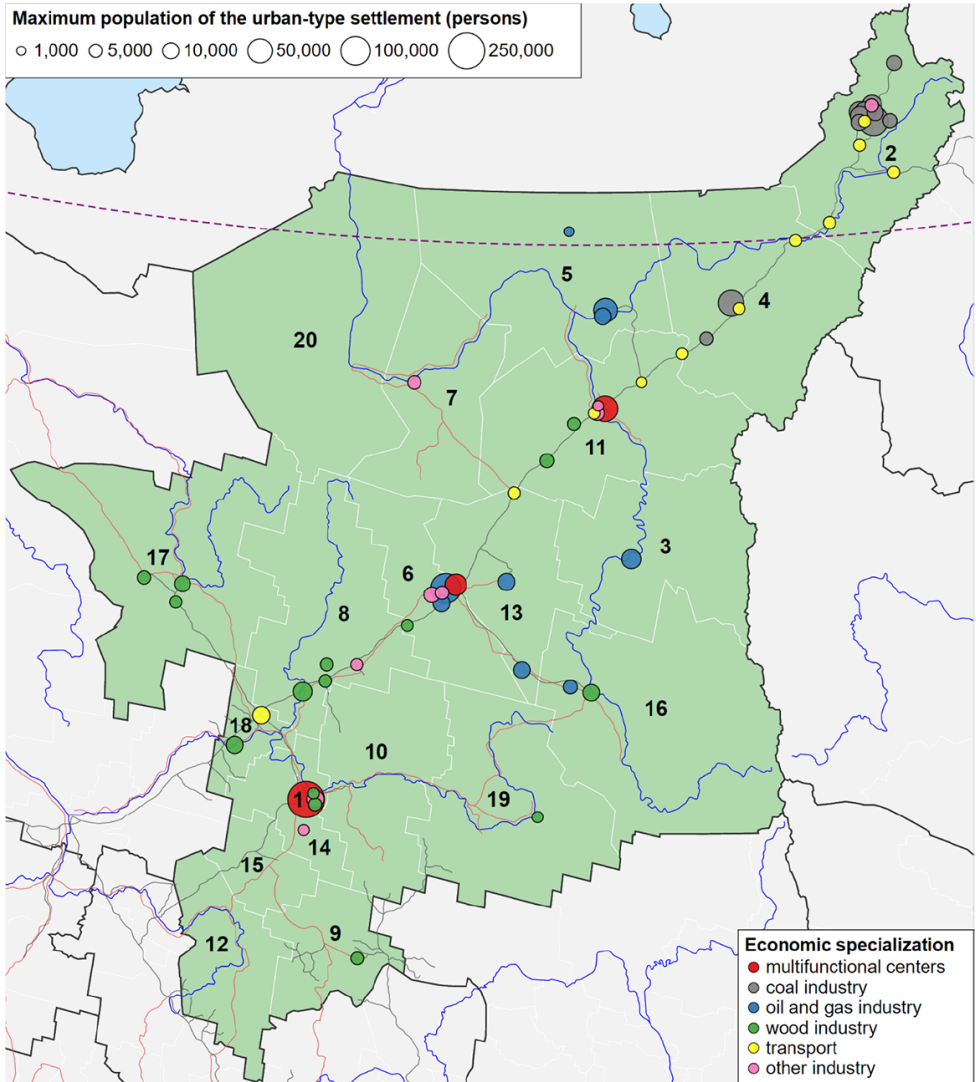 Maximum population of the urban-type settlement (persons)
1,000 5,000 10,000 50,000 100,000 250,000
2
5
4
20
7
11
17
6
3
8
13
16
18
10
1
19
14
15
12
9
Economic specialization
multifunctional centers
coal industry
oil and gas industry
wood industry
transport
other industry